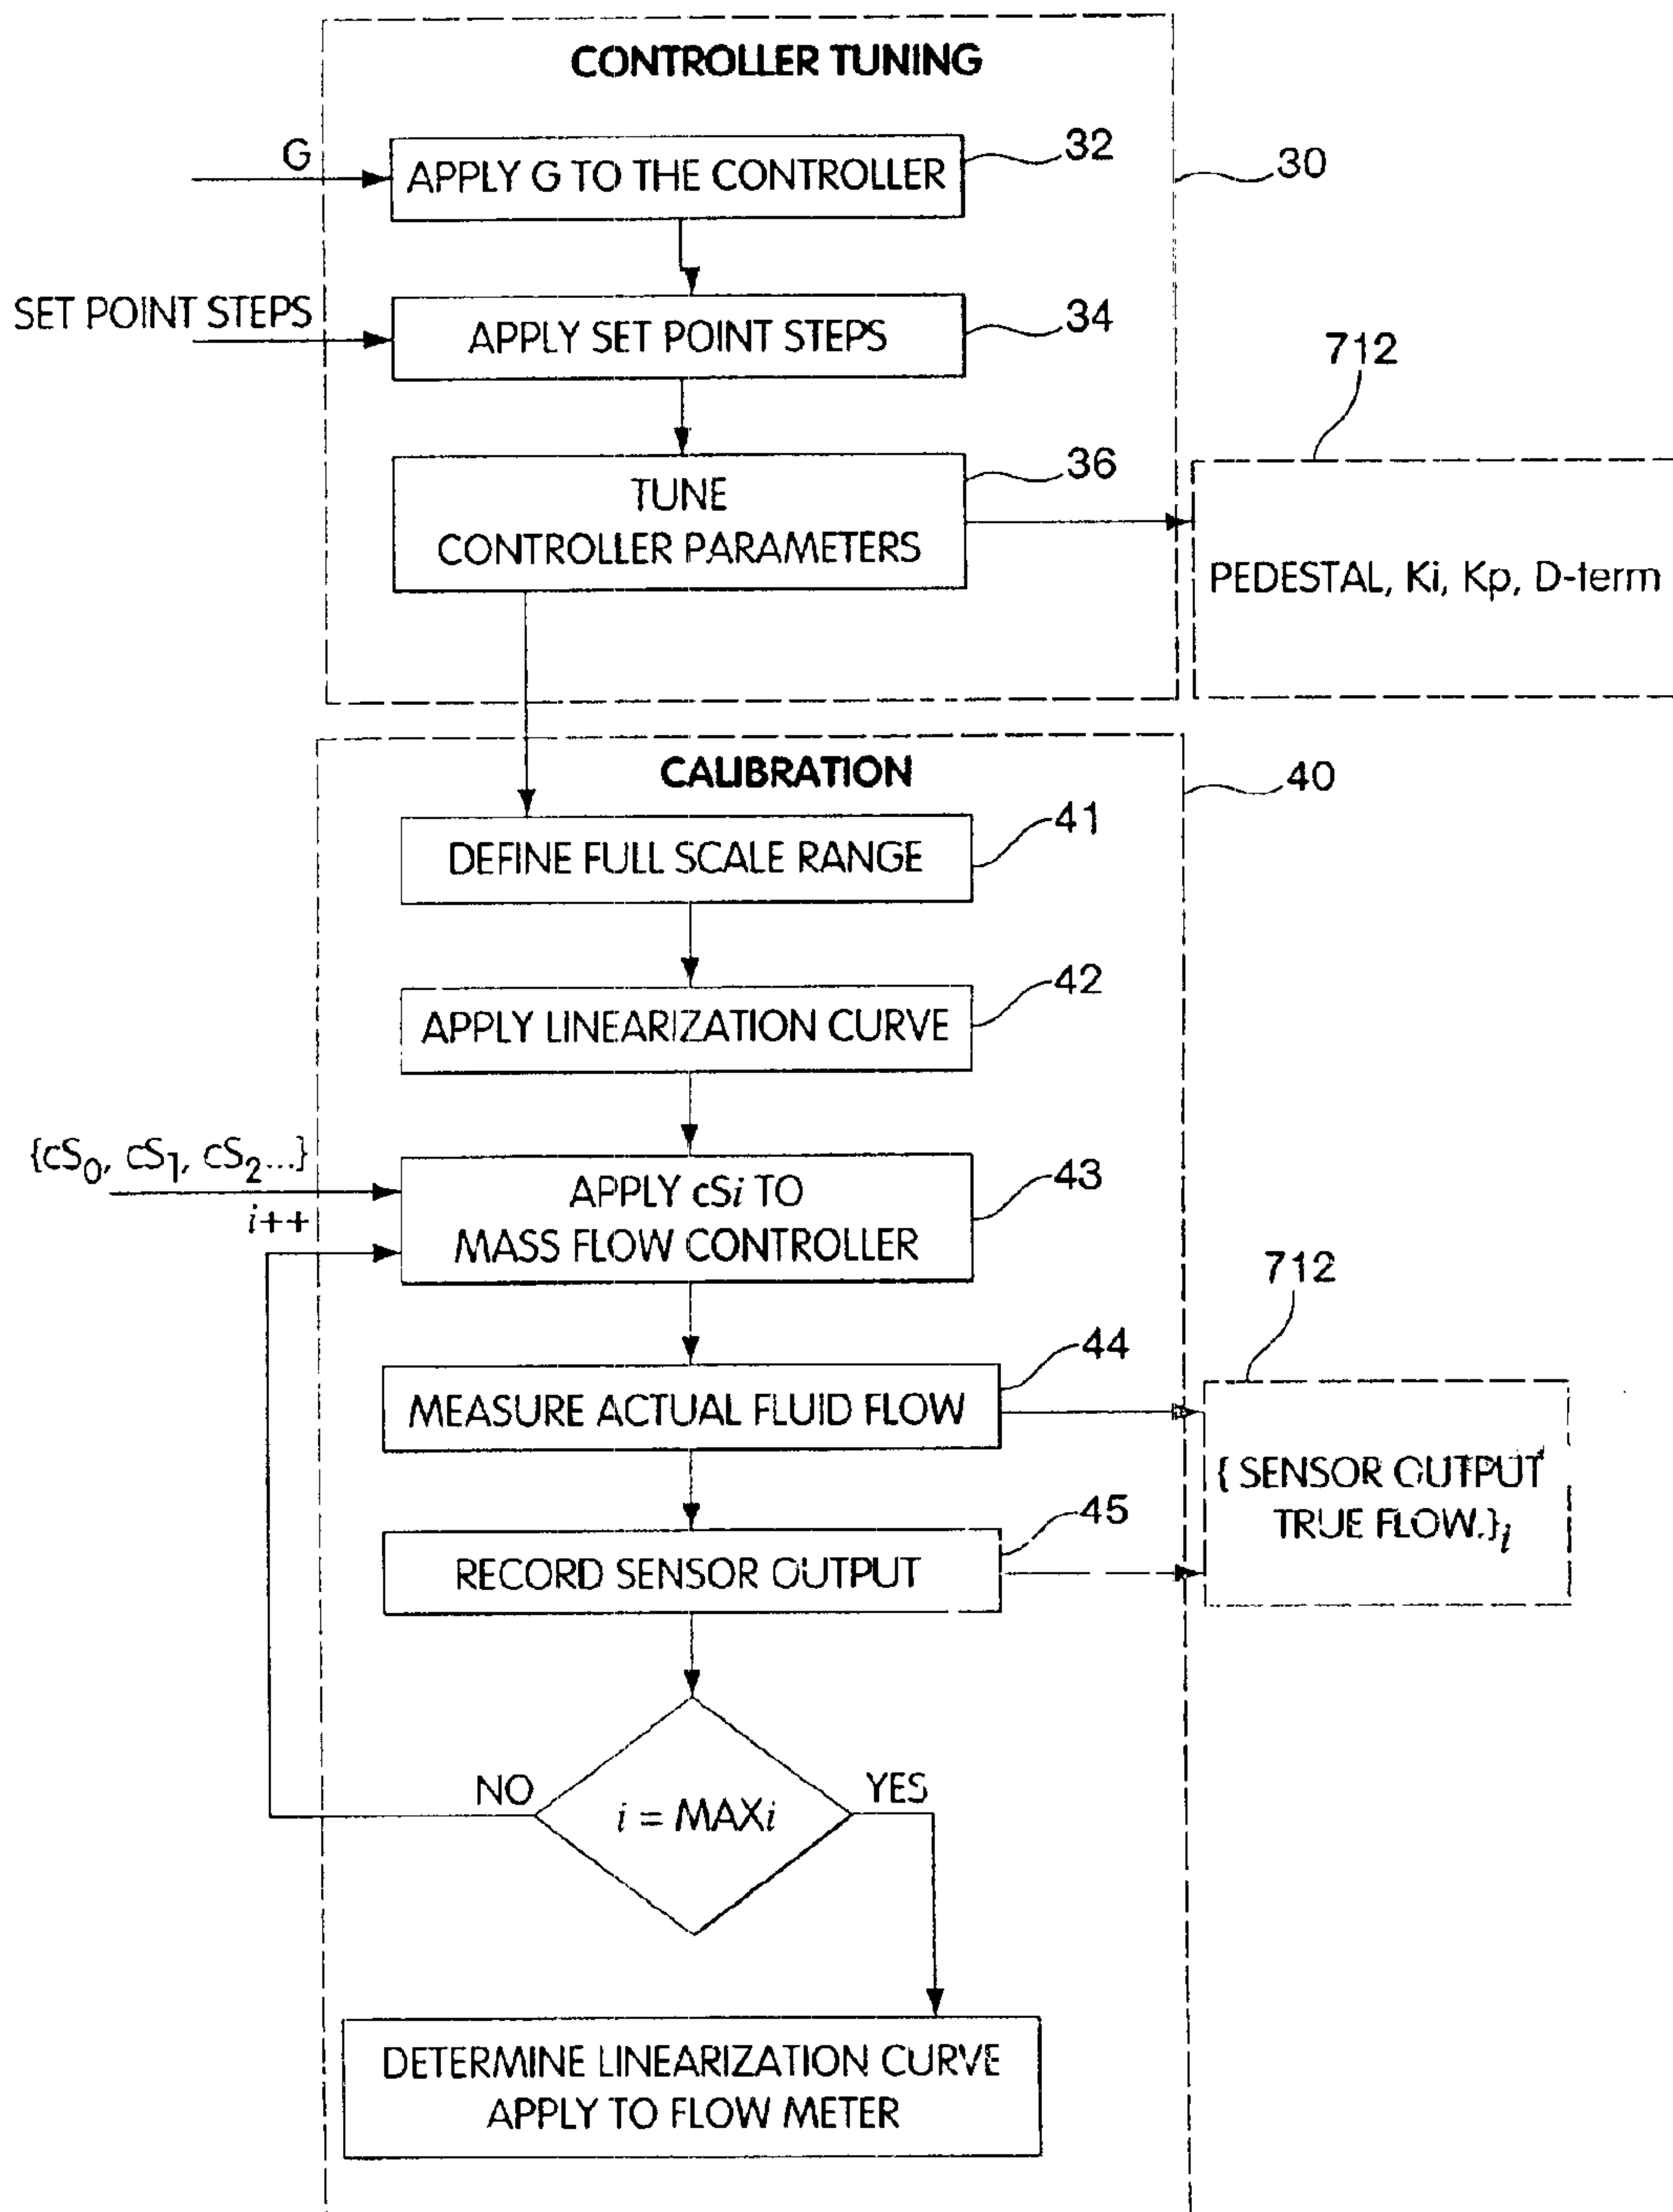 CONTROLLER TUNING
G
APPLY G TO THE CONTROLLER
32
30
SET POINT STEPS
APPLY SET POINT STEPS
34
712
TUNE
CONTROLLER PARAMETERS
36
PEDESTAL, Ki, Kp, D-term
CALIBRATION
40
DEFINE FULL SCALE RANGE
41
APPLY LINEARIZATION CURVE
42
{cS0, cS1, cS2...}
i++
APPLY cSi TO
MASS FLOW CONTROLLER
43
712
MEASURE ACTUAL FLUID FLOW
44
{ SENSOR OUTPUT
TRUE FLOW.}i
RECORD SENSOR OUTPUT
45
NO
YES
i = MAXi
DETERMINE LINEARIZATION CURVE
APPLY TO FLOW METER